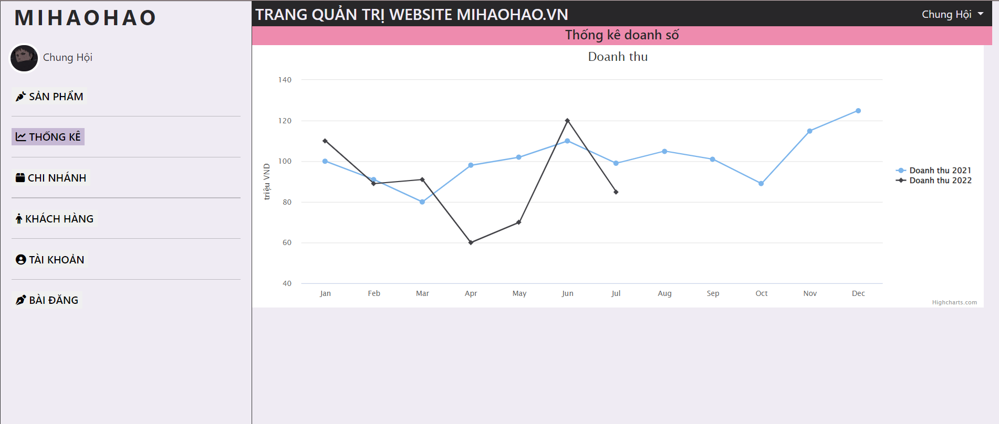 MIHAOHAO
Chung Hội
SẢN PHẨM
THỐNG KÊ
CHI NHÁNH
KHÁCH HÀNG
TÀI KHOẢN
BÀI ĐĂNG
TRANG QUẢN TRỊ WEBSITE MIHAOHAO.VN
Chung Hội
Thống kê doanh số
Doanh thu
triệu VND
140
120
100
80
60
40
Jan Feb Mar Apr May Jun Jul Aug Sep Oct Nov Dec
Doanh thu 2021
Doanh thu 2022
Highcharts.com